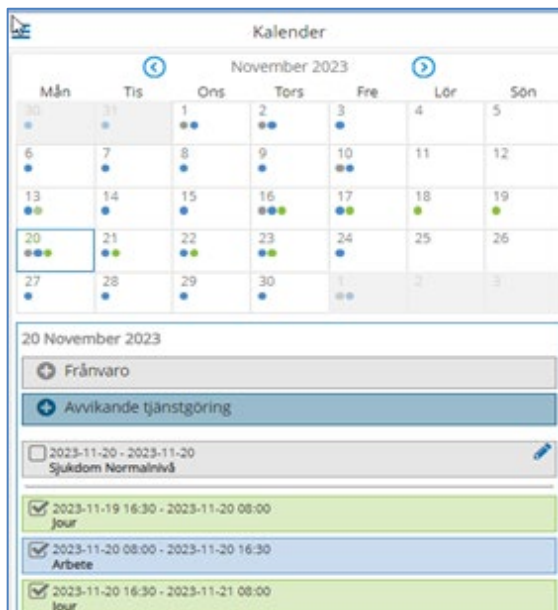 Kalender
November 2023
Mån Tis Ons Tors Fre Lör Sön
30 31 1 2 3 4 5
6 7 8 9 10 11 12
13 14 15 16 17 18 19
20 21 22 23 24 25 26
27 28 29 30 1 2 3
20 November 2023
Frånvaro
Avvikande tjänstgöring
2023-11-20 - 2023-11-20
Sjukdom Normalnivå
2023-11-19 16:30 - 2023-11-20 08:00
Jour
2023-11-20 08:00 - 2023-11-20 16:30
Arbete
2023-11-20 16:30 - 2023-11-21 08:00
Jour